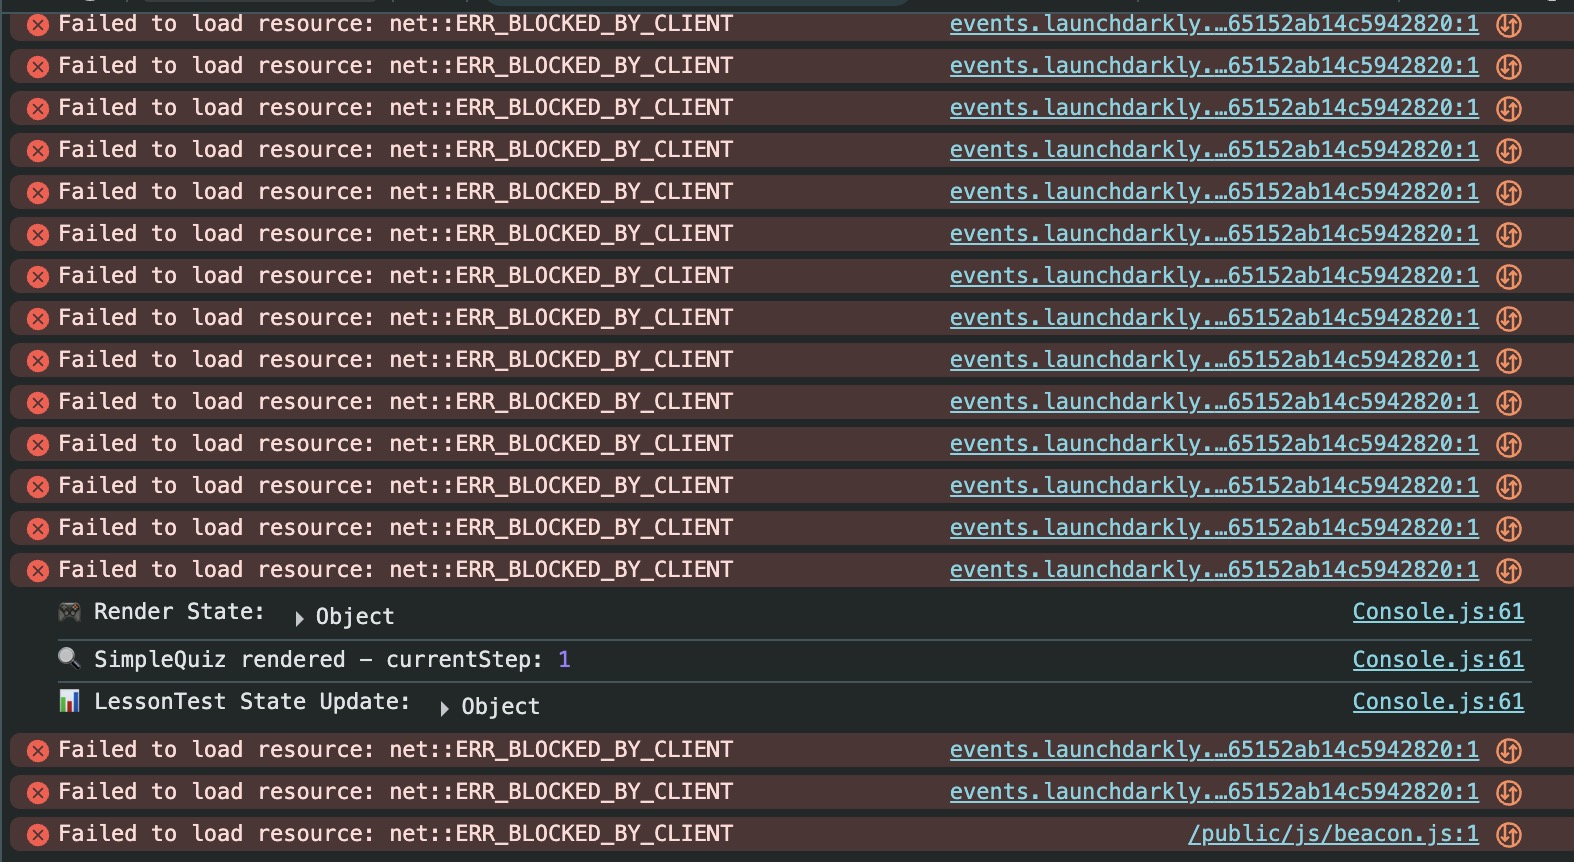 Failed to load resource: net::ERR_BLOCKED_BY_CLIENT events.launchdarkly.…65152ab14c5942820:1
Failed to load resource: net::ERR_BLOCKED_BY_CLIENT events.launchdarkly.…65152ab14c5942820:1
Failed to load resource: net::ERR_BLOCKED_BY_CLIENT events.launchdarkly.…65152ab14c5942820:1
Failed to load resource: net::ERR_BLOCKED_BY_CLIENT events.launchdarkly.…65152ab14c5942820:1
Failed to load resource: net::ERR_BLOCKED_BY_CLIENT events.launchdarkly.…65152ab14c5942820:1
Failed to load resource: net::ERR_BLOCKED_BY_CLIENT events.launchdarkly.…65152ab14c5942820:1
Failed to load resource: net::ERR_BLOCKED_BY_CLIENT events.launchdarkly.…65152ab14c5942820:1
Failed to load resource: net::ERR_BLOCKED_BY_CLIENT events.launchdarkly.…65152ab14c5942820:1
Failed to load resource: net::ERR_BLOCKED_BY_CLIENT events.launchdarkly.…65152ab14c5942820:1
Failed to load resource: net::ERR_BLOCKED_BY_CLIENT events.launchdarkly.…65152ab14c5942820:1
Failed to load resource: net::ERR_BLOCKED_BY_CLIENT events.launchdarkly.…65152ab14c5942820:1
Failed to load resource: net::ERR_BLOCKED_BY_CLIENT events.launchdarkly.…65152ab14c5942820:1
Failed to load resource: net::ERR_BLOCKED_BY_CLIENT events.launchdarkly.…65152ab14c5942820:1
Failed to load resource: net::ERR_BLOCKED_BY_CLIENT events.launchdarkly.…65152ab14c5942820:1
🎮 Render State: ▶ Object Console.js:61
🔍 SimpleQuiz rendered – currentStep: 1 Console.js:61
📊 LessonTest State Update: ▶ Object Console.js:61
Failed to load resource: net::ERR_BLOCKED_BY_CLIENT events.launchdarkly.…65152ab14c5942820:1
Failed to load resource: net::ERR_BLOCKED_BY_CLIENT events.launchdarkly.…65152ab14c5942820:1
Failed to load resource: net::ERR_BLOCKED_BY_CLIENT /public/js/beacon.js:1